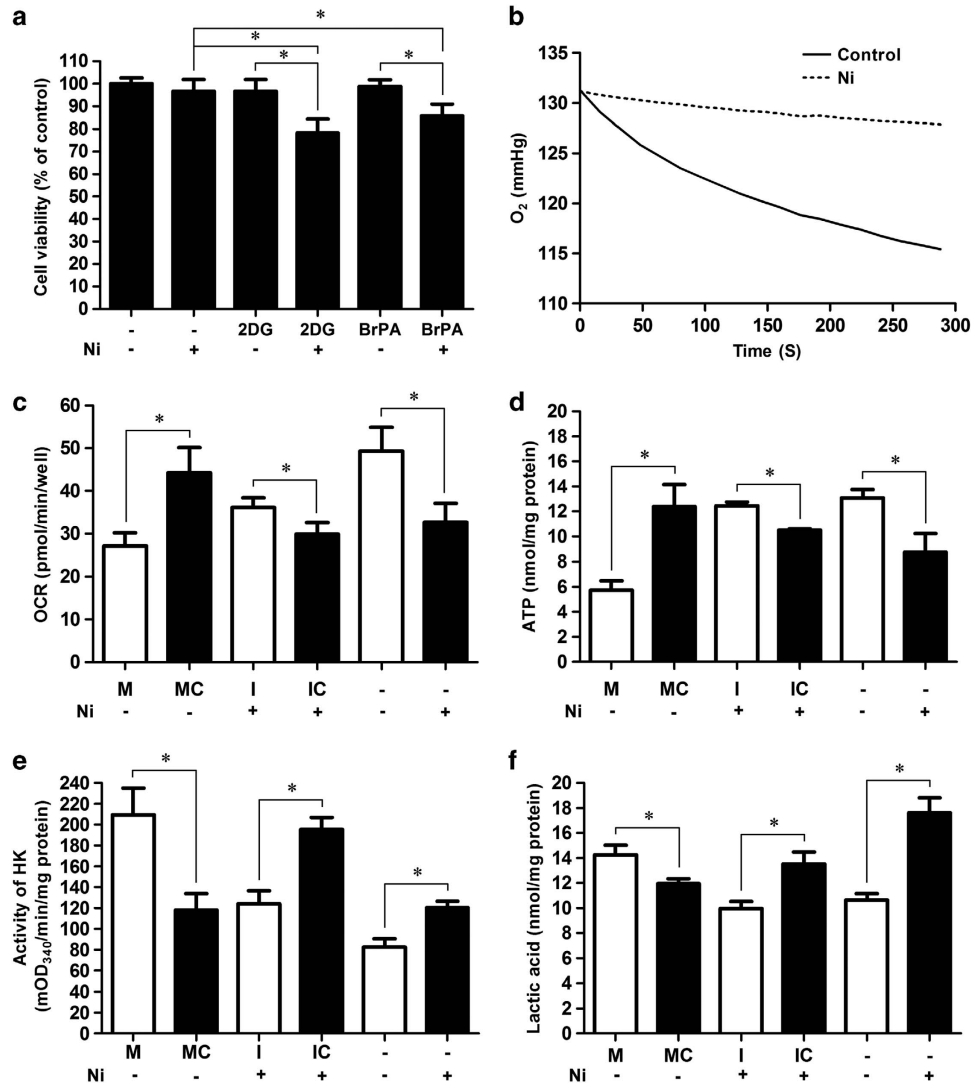 a
Cell viability (% of control)
110
100
90
80
70
60
50
40
30
20
10
0
* * * *
- - 2DG 2DG BrPA BrPA
Ni - + - + - +
b
O2 (mmHg)
135
130
125
120
115
110
Control
Ni
0 50 100 150 200 250 300
Time (S)
c
OCR (pmol/min/well)
60
50
40
30
20
10
0
* * *
M MC I IC - -
Ni - - + + - +
d
ATP (nmol/mg protein)
16
14
12
10
8
6
4
2
0
* * *
M MC I IC - -
Ni - - + + - +
e
Activity of HK
(mOD340/min/mg protein)
240
220
200
180
160
140
120
100
80
60
40
20
0
* * *
M MC I IC - -
Ni - - + + - +
f
Lactic acid (nmol/mg protein)
20
18
16
14
12
10
8
6
4
2
0
* * *
M MC I IC - -
Ni - - + + - +